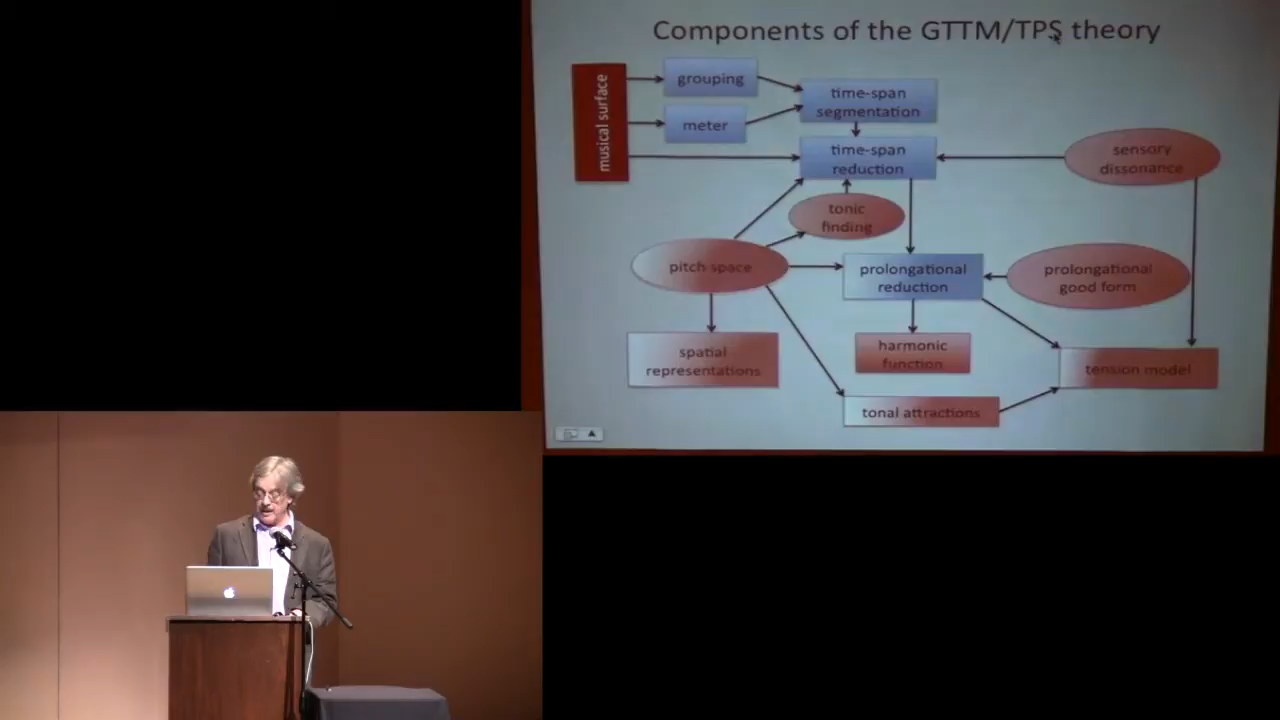 Components of the GTTM/TPS theory
musical surface
grouping
meter
time-span
segmentation
time-span
reduction
sensory
dissonance
tonic
finding
pitch space
prolongational
reduction
prolongational
good form
spatial
representations
harmonic
function
tension model
tonal attractions